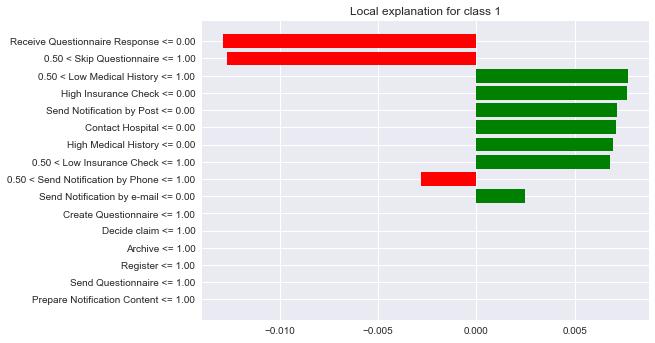 Local explanation for class 1
Receive Questionnaire Response <= 0.00
0.50 < Skip Questionnaire <= 1.00
0.50 < Low Medical History <= 1.00
High Insurance Check <= 0.00
Send Notification by Post <= 0.00
Contact Hospital <= 0.00
High Medical History <= 0.00
0.50 < Low Insurance Check <= 1.00
0.50 < Send Notification by Phone <= 1.00
Send Notification by e-mail <= 0.00
Create Questionnaire <= 1.00
Decide claim <= 1.00
Archive <= 1.00
Register <= 1.00
Send Questionnaire <= 1.00
Prepare Notification Content <= 1.00
−0.010 −0.005 0.000 0.005